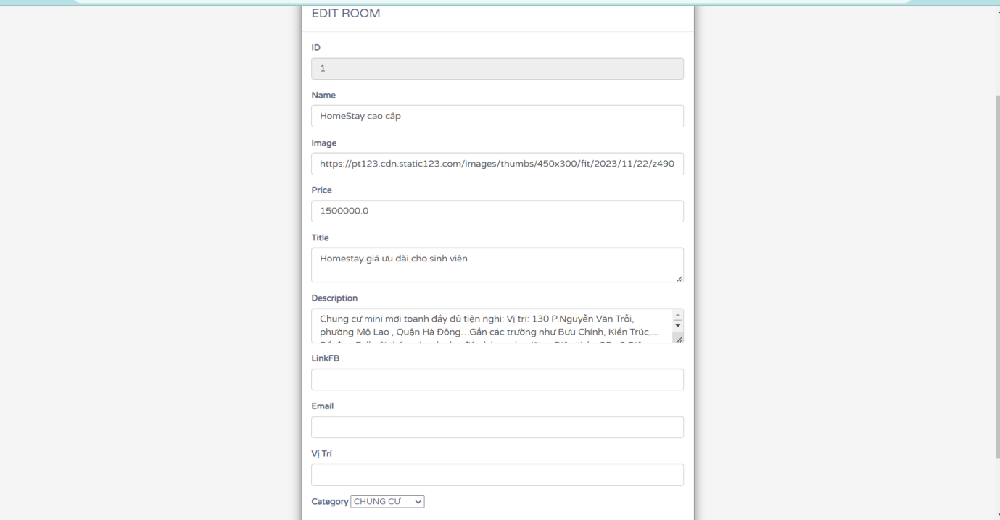 EDIT ROOM
ID
1
Name
HomeStay cao cấp
Image
https://pt123.cdn.static123.com/images/thumbs/450x300/fit/2023/11/22/z490
Price
1500000.0
Title
Homestay giá ưu đãi cho sinh viên
Description
Chung cư mini mới toanh đầy đủ tiện nghi: Vị trí: 130 P.Nguyễn Văn Trỗi,
phường Mộ Lao , Quận Hà Đông…Gần các trường như Bưu Chính, Kiến Trúc,...
LinkFB
Email
Vị Trí
Category CHUNG CƯ